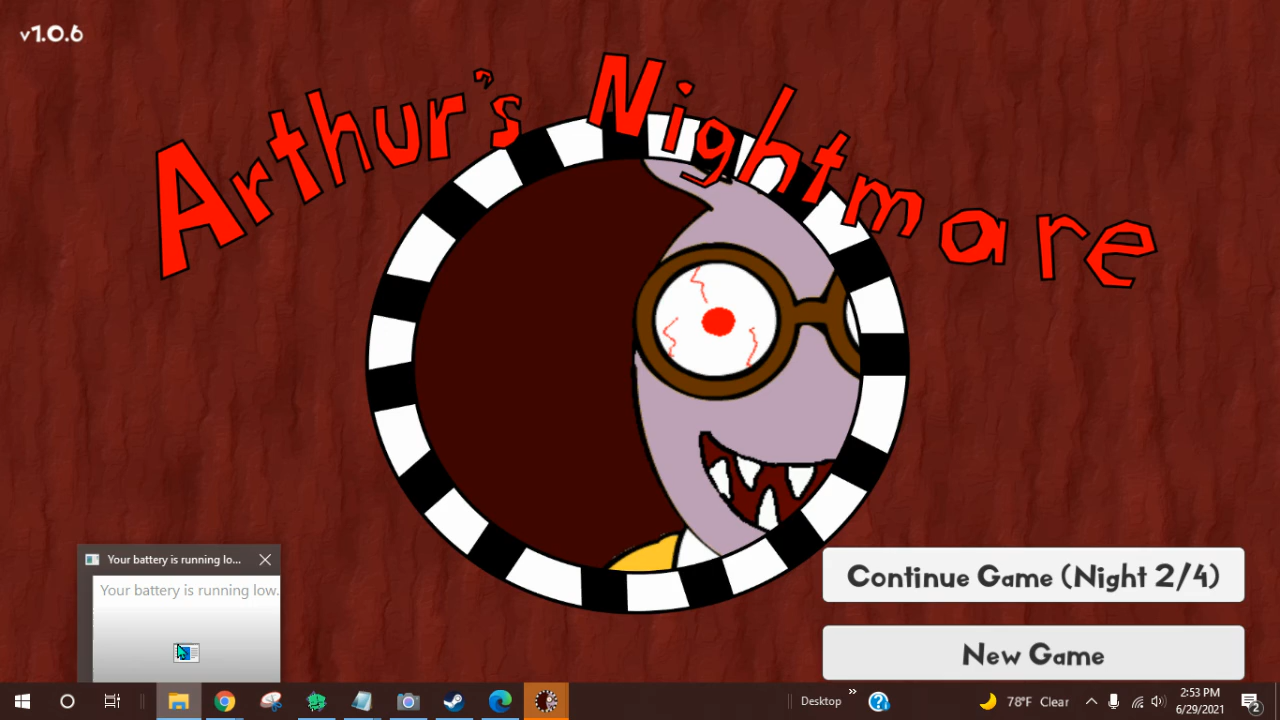 v1.0.6
Arthur's Nightmare
Your battery is running lo...
Your battery is running low.
Continue Game (Night 2/4)
New Game
Desktop
78°F Clear
2:53 PM
6/29/2021
2